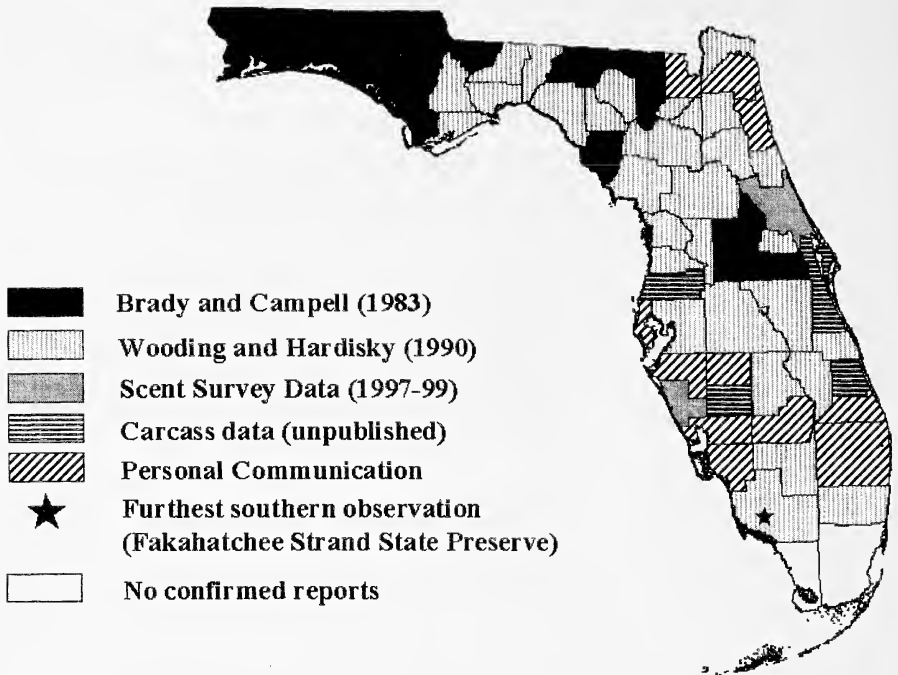 Brady and Campell (1983)
Wooding and Hardisky (1990)
Scent Survey Data (1997-99)
Carcass data (unpublished)
Personal Communication
Furthest southern observation
(Fakahatchee Strand State Preserve)
No confirmed reports